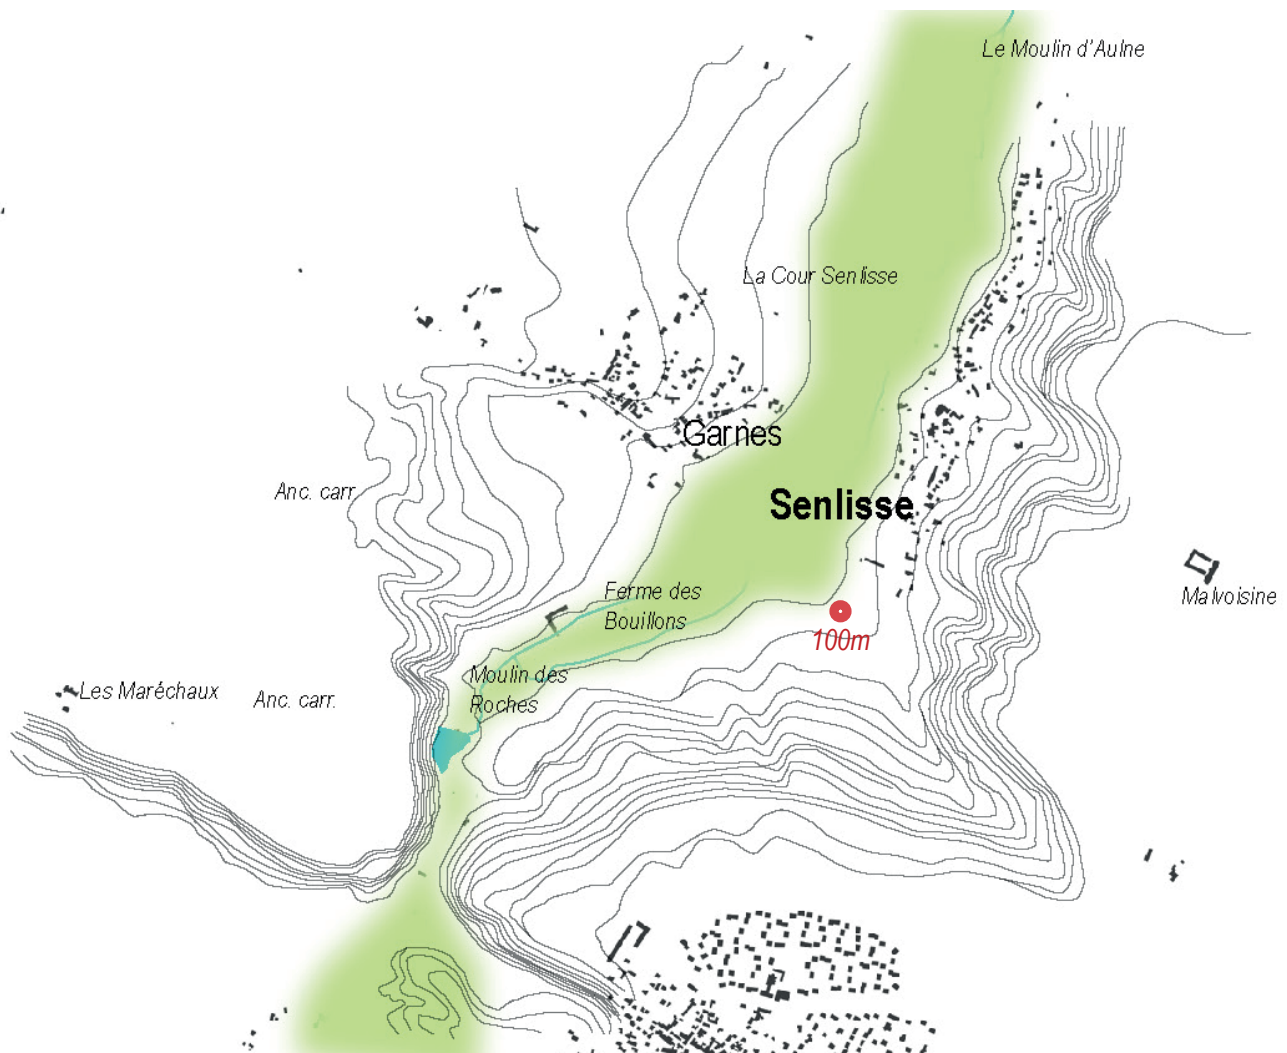 Le Moulin d'Aulne
La Cour Senlisse
Garnes
Anc. carr.
Senlisse
Ferme des
Bouillons
Malvoisine
100m
Moulin des
Roches
Les Maréchaux
Anc. carr.